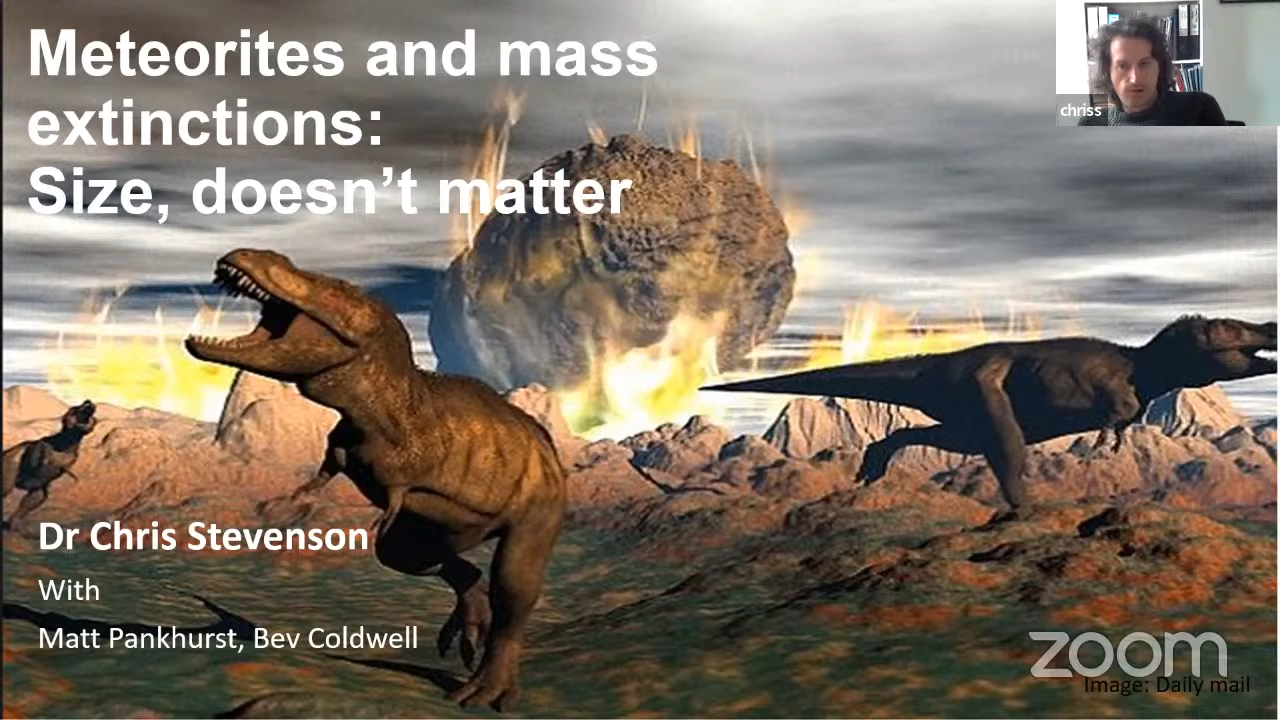 Meteorites and mass
extinctions:
Size, doesn’t matter
chriss
Dr Chris Stevenson
With
Matt Pankhurst, Bev Coldwell
zoom
Image: Daily mail